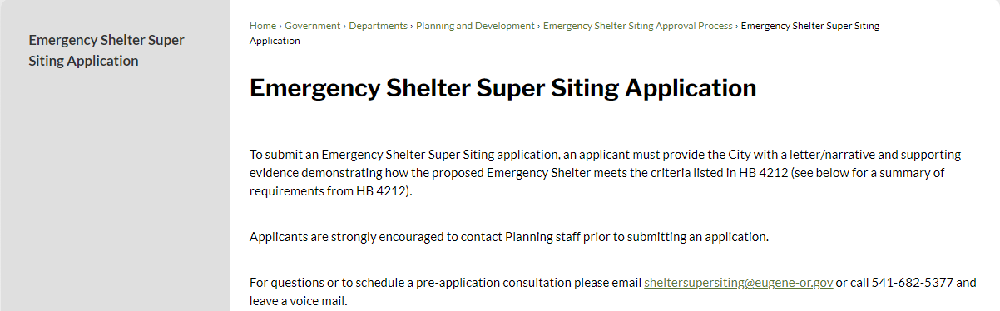 Emergency Shelter Super
Siting Application
Home › Government › Departments › Planning and Development › Emergency Shelter Siting Approval Process › Emergency Shelter Super Siting
Application
Emergency Shelter Super Siting Application
To submit an Emergency Shelter Super Siting application, an applicant must provide the City with a letter/narrative and supporting
evidence demonstrating how the proposed Emergency Shelter meets the criteria listed in HB 4212 (see below for a summary of
requirements from HB 4212).
Applicants are strongly encouraged to contact Planning staff prior to submitting an application.
For questions or to schedule a pre-application consultation please email sheltersupersiting@eugene-or.gov or call 541-682-5377 and
leave a voice mail.